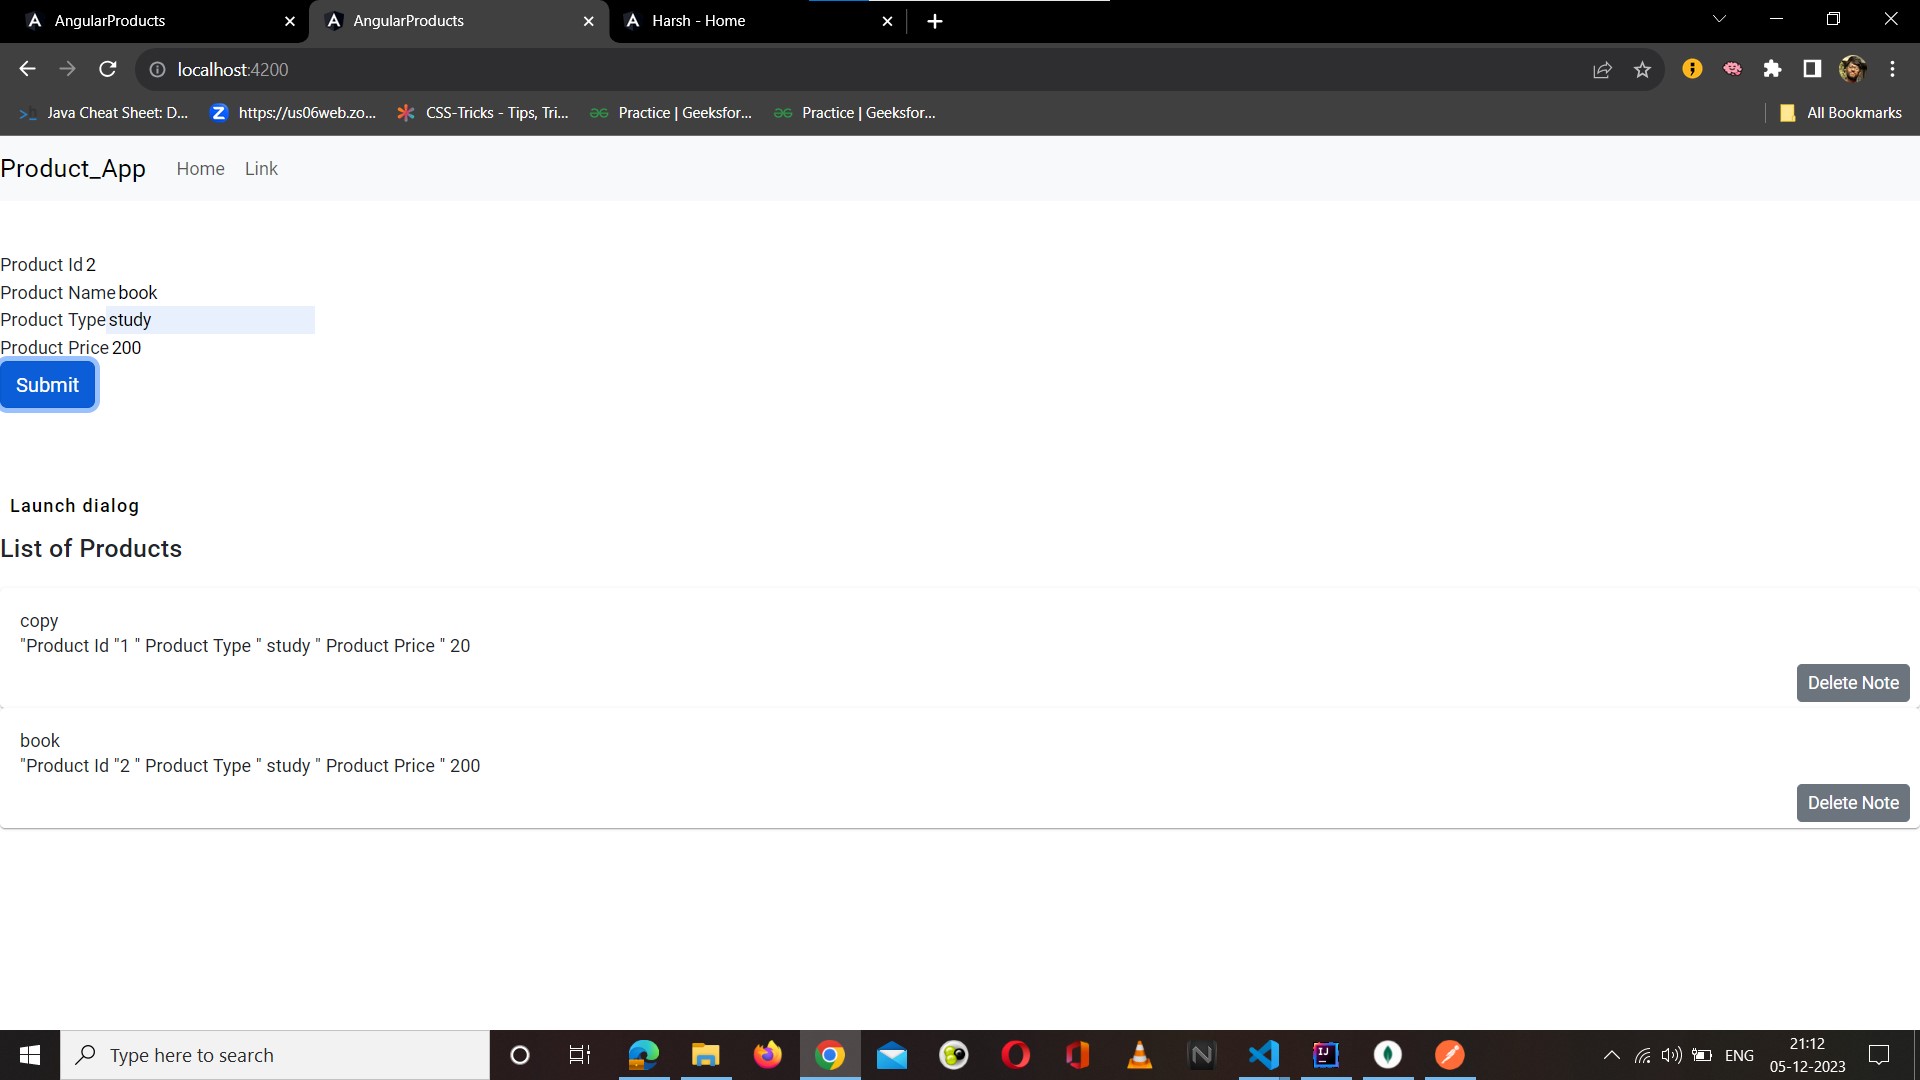 AngularProducts
AngularProducts
Harsh - Home
localhost:4200
Java Cheat Sheet: D...
https://us06web.zo...
CSS-Tricks - Tips, Tri...
Practice | Geeksfor...
Practice | Geeksfor...
All Bookmarks
Product_App Home Link
Product Id 2
Product Name book
Product Type study
Product Price 200
Submit
Launch dialog
List of Products
copy
"Product Id "1 " Product Type " study " Product Price " 20
Delete Note
book
"Product Id "2 " Product Type " study " Product Price " 200
Delete Note
Type here to search
ENG
21:12
05-12-2023